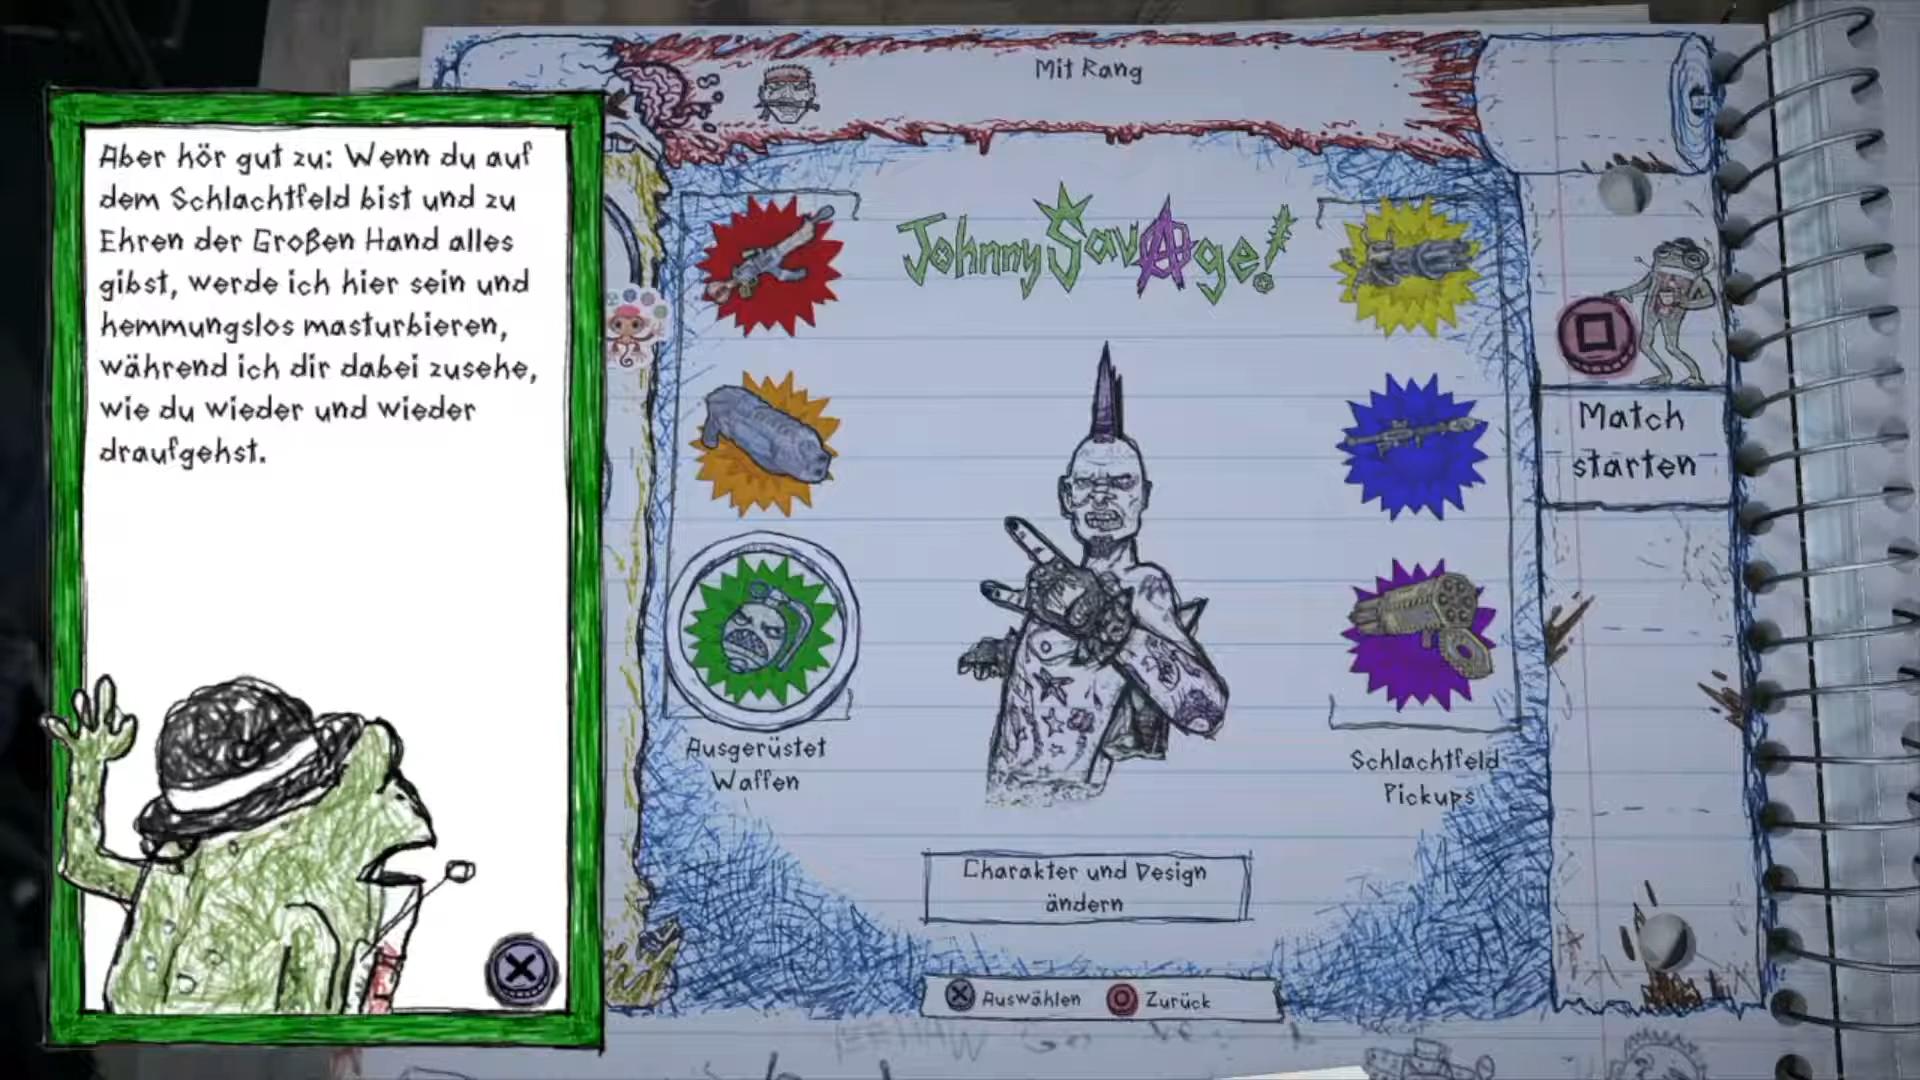 Mit Rang
Aber hör gut zu: Wenn du auf
dem Schlachtfeld bist und zu
Ehren der Großen Hand alles
gibst, werde ich hier sein und
hemmungslos masturbieren,
während ich dir dabei zusehe,
wie du wieder und wieder
draufgehst.
Johnny Savage!
Match
starten
Ausgerüstet
Waffen
Schlachtfeld
Pickups
Charakter und Design
ändern
Auswählen
Zurück